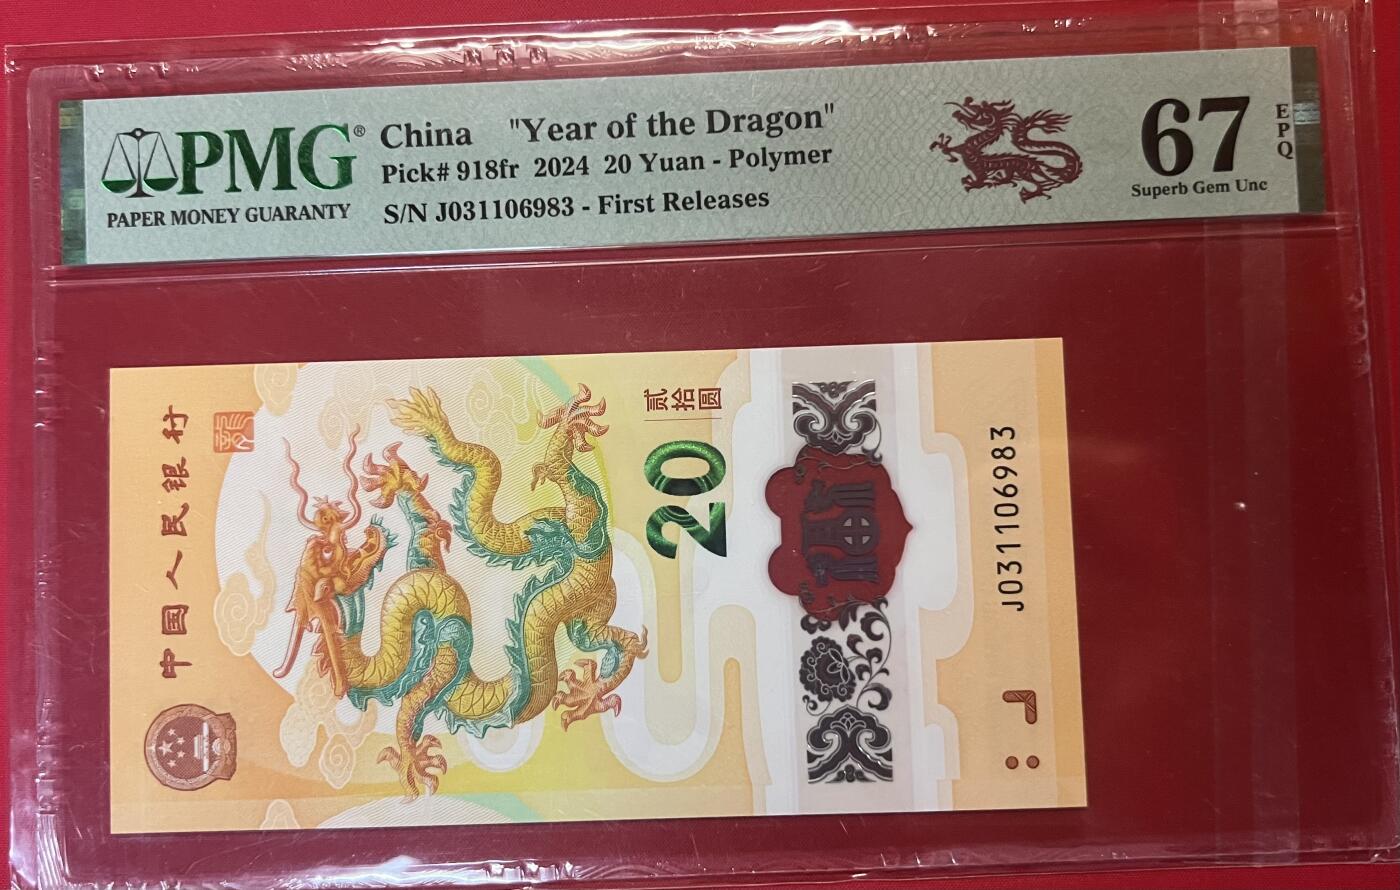 PMG®
PAPER MONEY GUARANTY
China "Year of the Dragon"
Pick# 918fr 2024 20 Yuan - Polymer
S/N J031106983 - First Releases
67
EPQ
Superb Gem Unc
中国人民银行
贰拾圆
20
J031106983